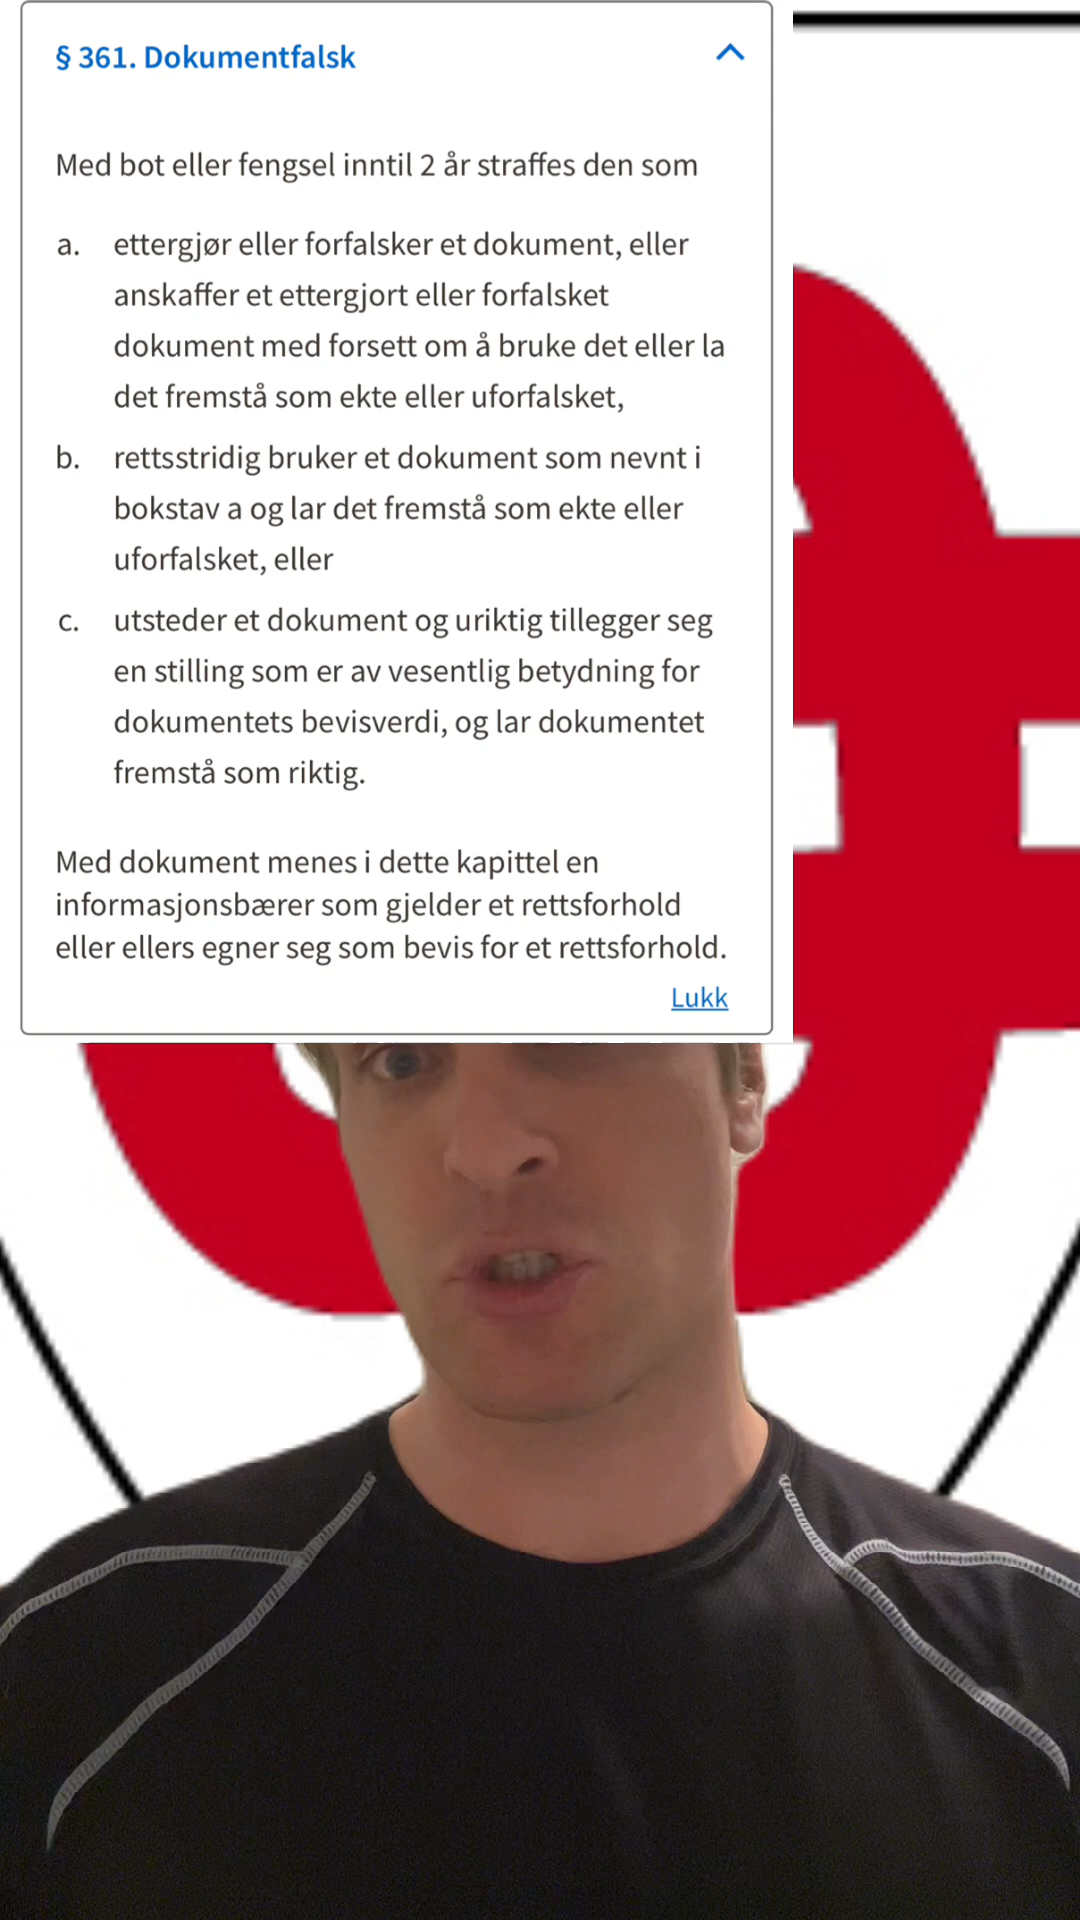 § 361. Dokumentfalsk
Med bot eller fengsel inntil 2 år straffes den som
a. ettergjør eller forfalsker et dokument, eller
anskaffer et ettergjort eller forfalsket
dokument med forsett om å bruke det eller la
det fremstå som ekte eller uforfalsket,
b. rettsstridig bruker et dokument som nevnt i
bokstav a og lar det fremstå som ekte eller
uforfalsket, eller
c. utsteder et dokument og uriktig tillegger seg
en stilling som er av vesentlig betydning for
dokumentets bevisverdi, og lar dokumentet
fremstå som riktig.
Med dokument menes i dette kapittel en
informasjonsbærer som gjelder et rettsforhold
eller ellers egner seg som bevis for et rettsforhold.
Lukk